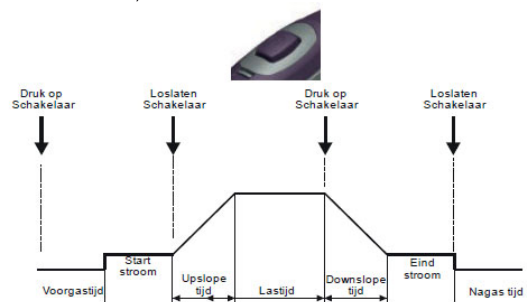 Druk op
Schakelaar
Loslaten
Schakelaar
Druk op
Schakelaar
Loslaten
Schakelaar
Voorgastijd
Start
stroom
Upslope
tijd
Lastijd
Downslope
tijd
Eind
stroom
Nagas tijd